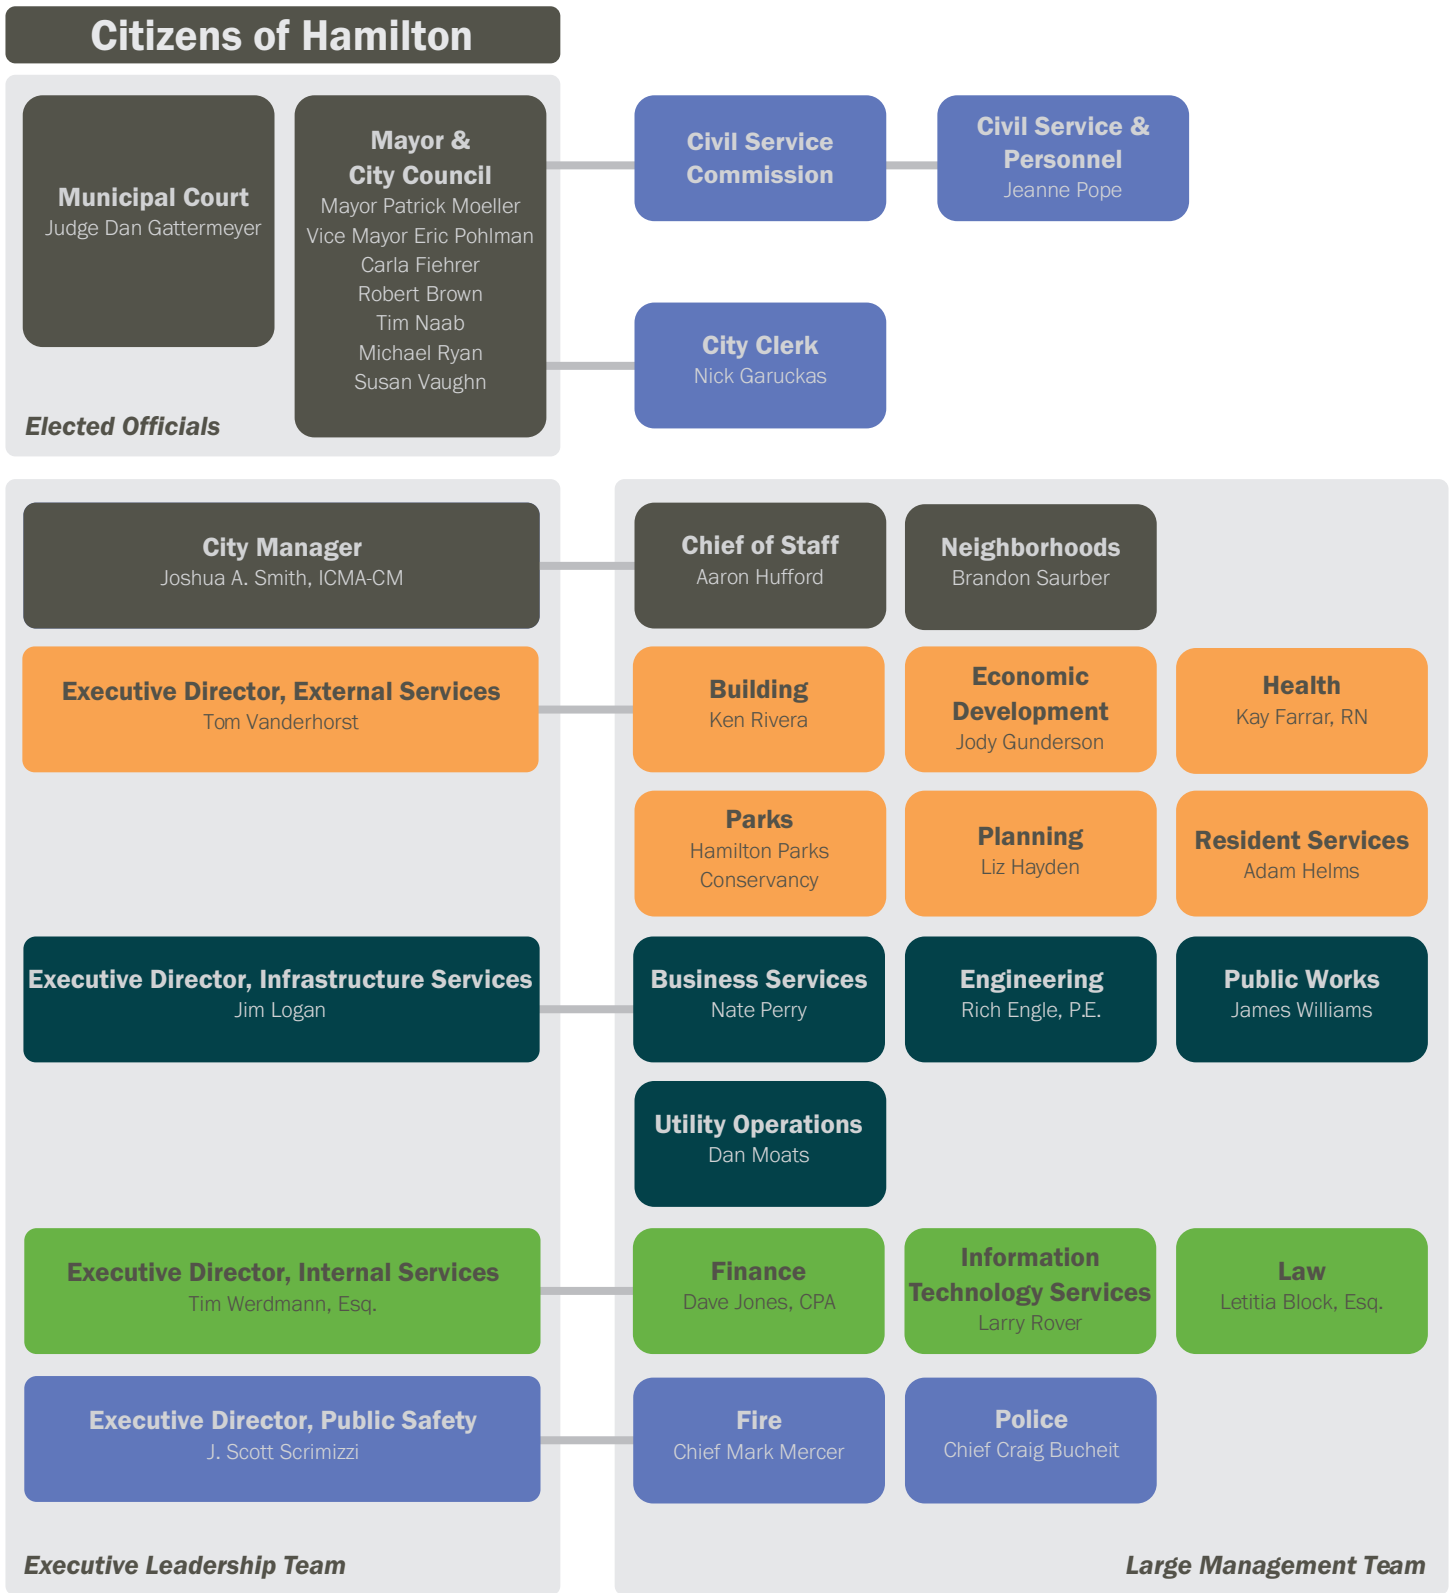 Citizens of Hamilton
Municipal Court
Judge Dan Gattermeyer
Mayor &
City Council
Mayor Patrick Moeller
Vice Mayor Eric Pohlman
Carla Fiehrer
Robert Brown
Tim Naab
Michael Ryan
Susan Vaughn
Elected Officials
Civil Service
Commission
Civil Service &
Personnel
Jeanne Pope
City Clerk
Nick Garuckas
City Manager
Joshua A. Smith, ICMA-CM
Chief of Staff
Aaron Hufford
Neighborhoods
Brandon Saurber
Executive Director, External Services
Tom Vanderhorst
Building
Ken Rivera
Economic
Development
Jody Gunderson
Health
Kay Farrar, RN
Parks
Hamilton Parks
Conservancy
Planning
Liz Hayden
Resident Services
Adam Helms
Executive Director, Infrastructure Services
Jim Logan
Business Services
Nate Perry
Engineering
Rich Engle, P.E.
Public Works
James Williams
Utility Operations
Dan Moats
Executive Director, Internal Services
Tim Werdmann, Esq.
Finance
Dave Jones, CPA
Information
Technology Services
Larry Rover
Law
Letitia Block, Esq.
Executive Director, Public Safety
J. Scott Scrimizzi
Fire
Chief Mark Mercer
Police
Chief Craig Bucheit
Executive Leadership Team
Large Management Team